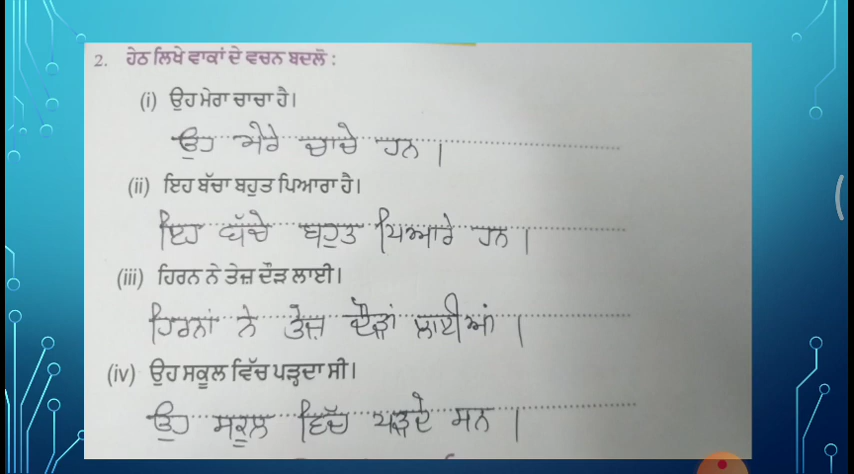 2. ਹੇਠ ਲਿਖੇ ਵਾਕਾਂ ਦੇ ਵਚਨ ਬਦਲੋ :
(i) ਉਹ ਮੇਰਾ ਚਾਚਾ ਹੈ।
ਉਹ ਮੇਰੇ ਚਾਚੇ ਹਨ।
(ii) ਇਹ ਬੱਚਾ ਬਹੁਤ ਪਿਆਰਾ ਹੈ।
ਇਹ ਬੱਚੇ ਬਹੁਤ ਪਿਆਰੇ ਹਨ।
(iii) ਹਿਰਨ ਨੇ ਤੇਜ਼ ਦੌੜ ਲਾਈ।
ਹਿਰਨਾਂ ਨੇ ਤੇਜ਼ ਦੌੜਾਂ ਲਾਈਆਂ।
(iv) ਉਹ ਸਕੂਲ ਵਿੱਚ ਪੜ੍ਹਦਾ ਸੀ।
ਉਹ ਸਕੂਲ ਵਿੱਚ ਪੜ੍ਹਦੇ ਸਨ।